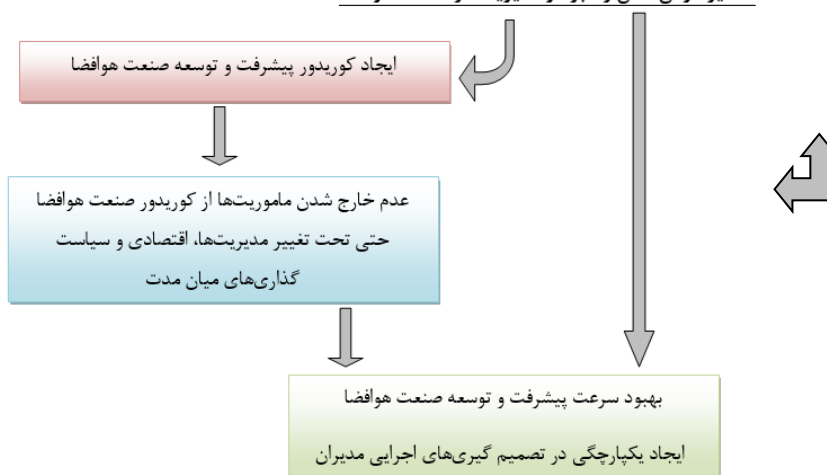 ایجاد کوریدور پیشرفت و توسعه صنعت هوافضا
عدم خارج شدن ماموریت‌ها از کوریدور صنعت هوافضا
حتی تحت تغییر مدیریت‌ها، اقتصادی و سیاست
گذاری‌های میان مدت
بهبود سرعت پیشرفت و توسعه صنعت هوافضا
ایجاد یکپارچگی در تصمیم گیری‌های اجرایی مدیران